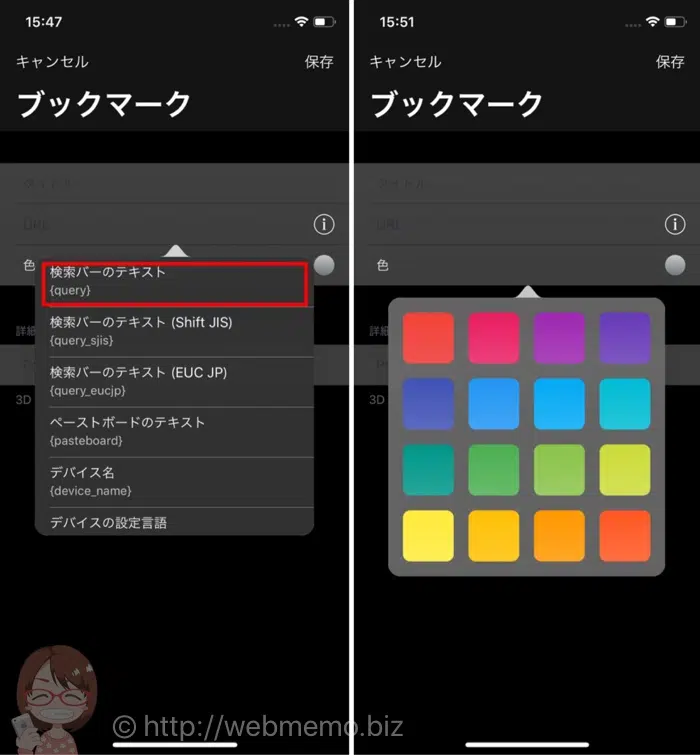 15:47
キャンセル
保存
ブックマーク
タイトル
URL
色
検索バーのテキスト
{query}
検索バーのテキスト (Shift JIS)
{query_sjis}
検索バーのテキスト (EUC JP)
{query_eucjp}
ペーストボードのテキスト
{pasteboard}
デバイス名
{device_name}
デバイスの設定言語
詳細
3D
15:51
キャンセル
保存
ブックマーク
タイトル
URL
色
3D
© http://webmemo.biz